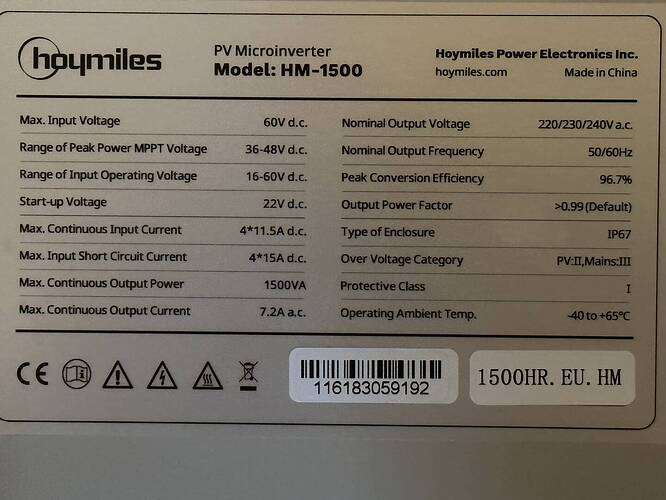 hoymiles
PV Microinverter
Model: HM-1500
Hoymiles Power Electronics Inc.
hoymiles.com Made in China
Max. Input Voltage 60V d.c.
Range of Peak Power MPPT Voltage 36-48V d.c.
Range of Input Operating Voltage 16-60V d.c.
Start-up Voltage 22V d.c.
Max. Continuous Input Current 4*11.5A d.c.
Max. Input Short Circuit Current 4*15A d.c.
Max. Continuous Output Power 1500VA
Max. Continuous Output Current 7.2A a.c.
Nominal Output Voltage 220/230/240V a.c.
Nominal Output Frequency 50/60Hz
Peak Conversion Efficiency 96.7%
Output Power Factor >0.99 (Default)
Type of Enclosure IP67
Over Voltage Category PV:II,Mains:III
Protective Class I
Operating Ambient Temp. -40 to +65°C
CE
116183059192
1500HR.EU.HM